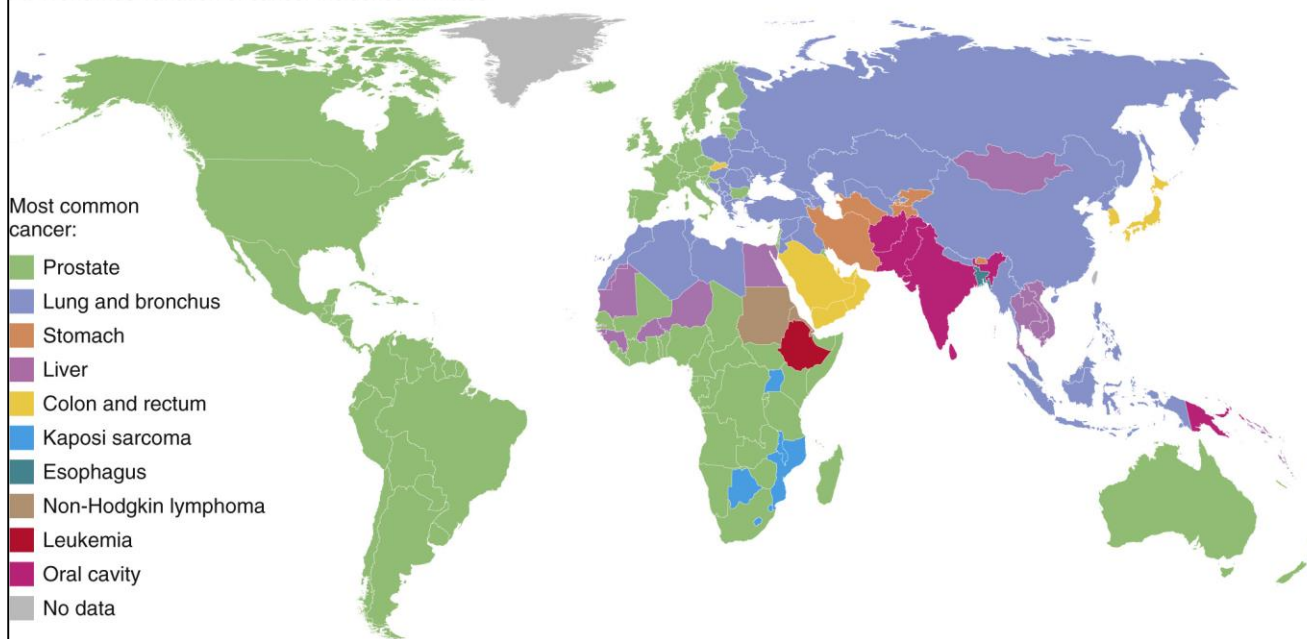 Most common
cancer:
Prostate
Lung and bronchus
Stomach
Liver
Colon and rectum
Kaposi sarcoma
Esophagus
Non-Hodgkin lymphoma
Leukemia
Oral cavity
No data